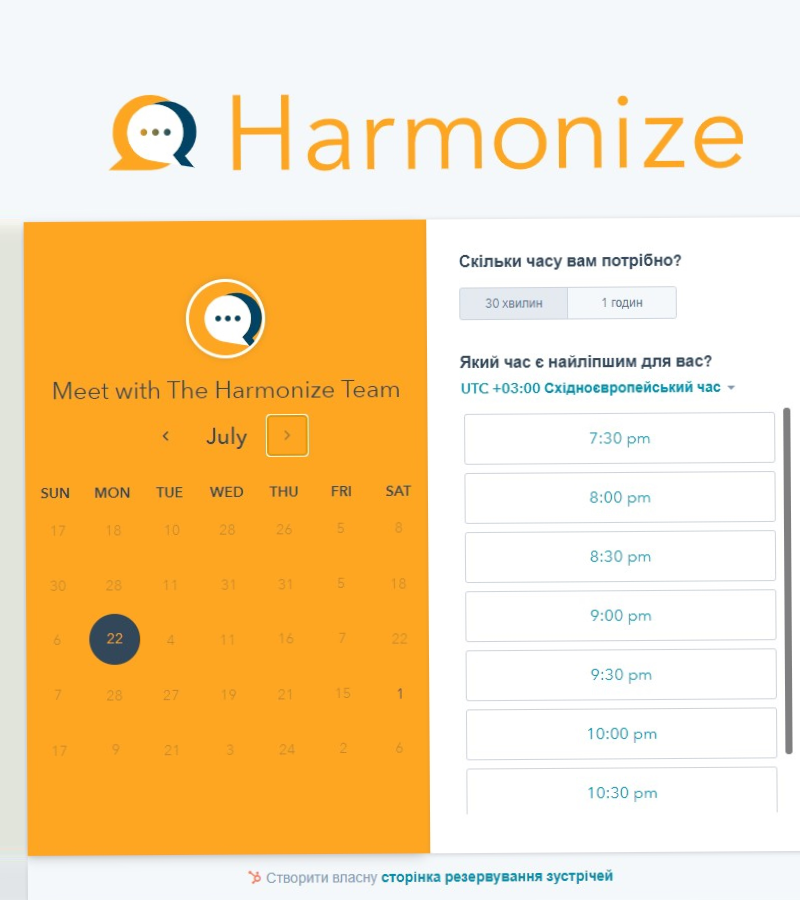 Harmonize
Meet with The Harmonize Team
July
SUN MON TUE WED THU FRI SAT
17 18 10 28 26 5 8
30 28 11 31 31 5 18
6 22 4 11 16 7 22
7 28 27 19 21 15 1
17 9 21 3 24 2 6
Скільки часу вам потрібно?
30 хвилин 1 годин
Який час є найліпшим для вас?
UTC +03:00 Східноєвропейський час
7:30 pm
8:00 pm
8:30 pm
9:00 pm
9:30 pm
10:00 pm
10:30 pm
Створити власну сторінка резервування зустрічей